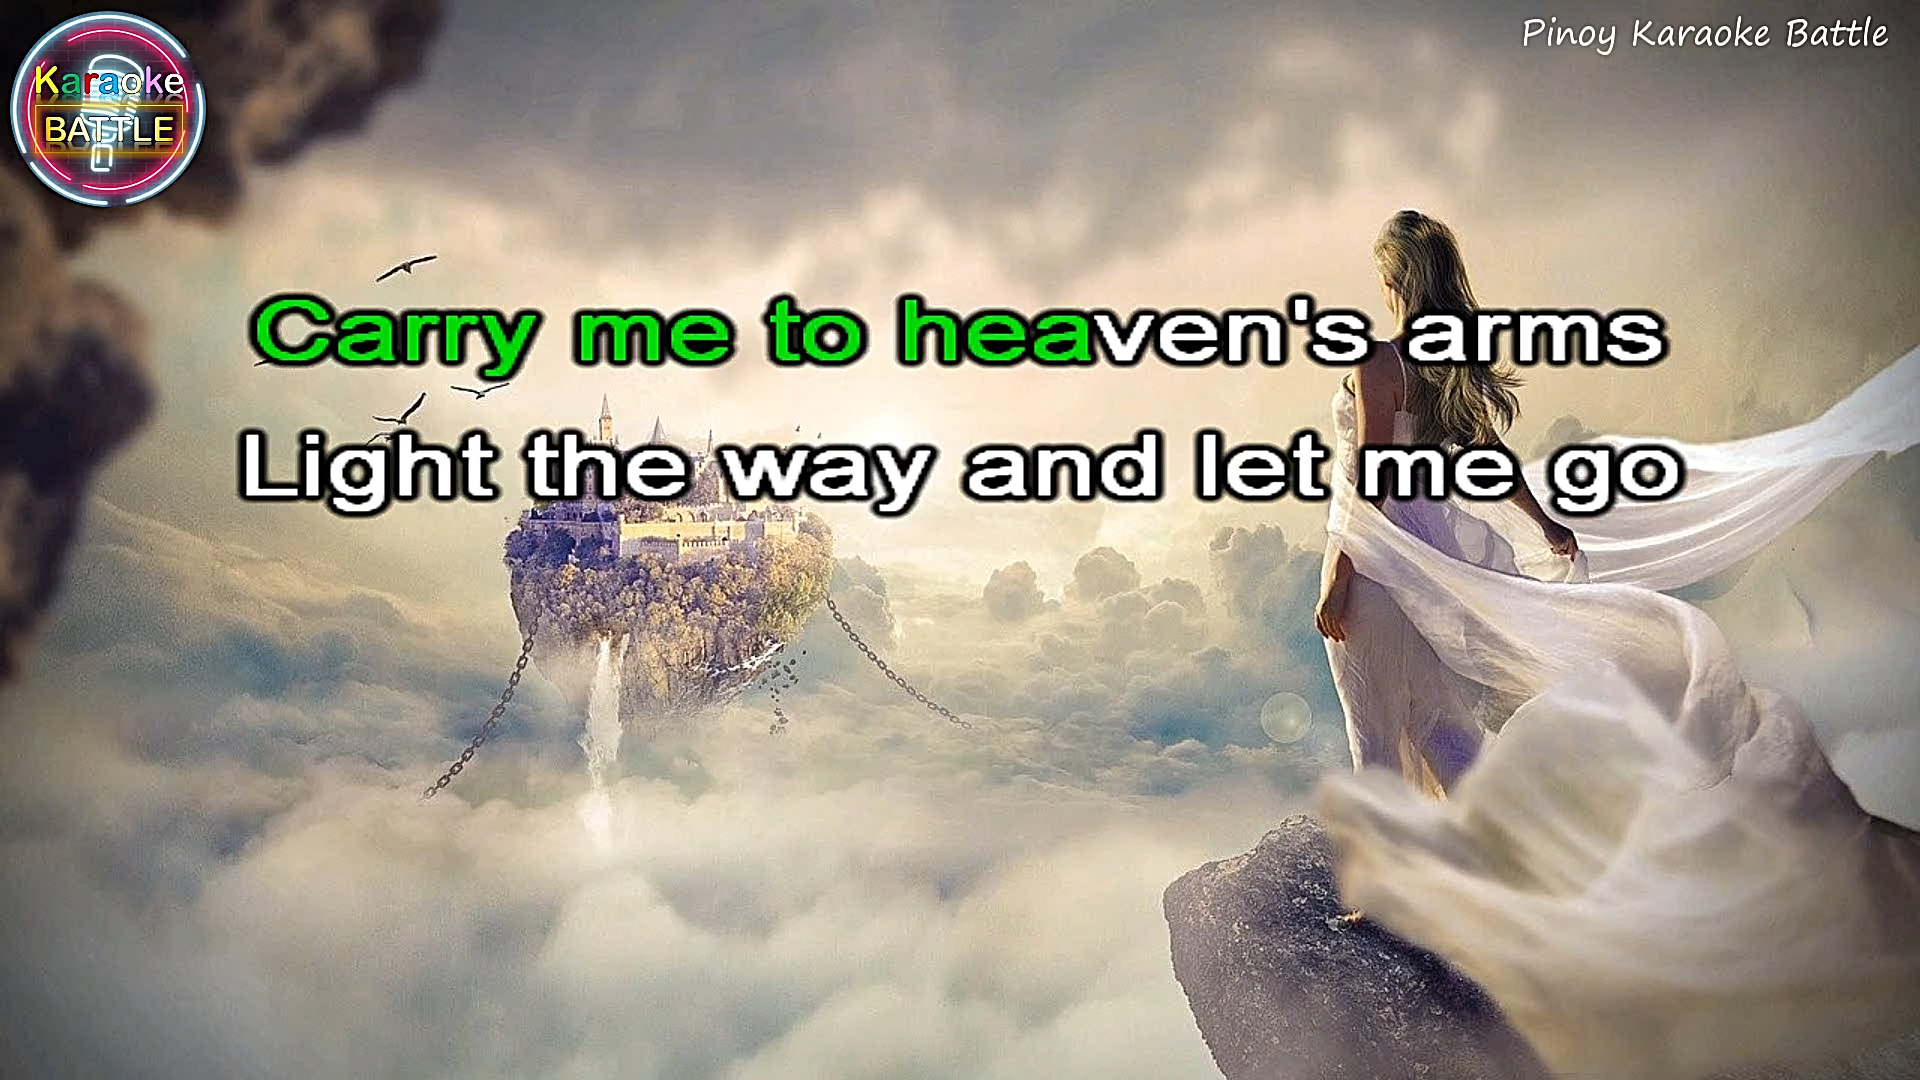 Karaoke
BATTLE
Pinoy Karaoke Battle
Carry me to heaven's arms
Light the way and let me go